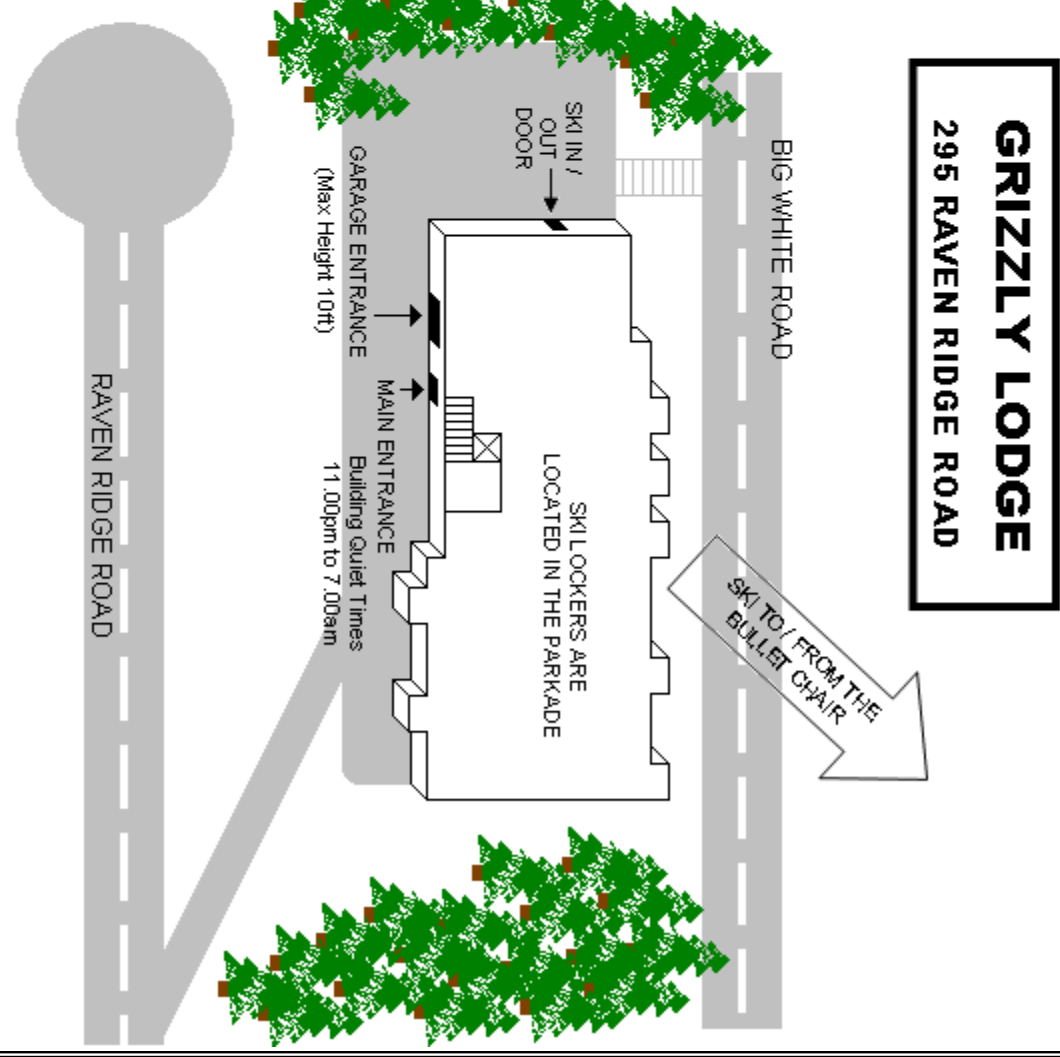 GRIZZLY LODGE
295 RAVEN RIDGE ROAD
BIG WHITE ROAD
SKI IN /
OUT
DOOR
SKI TO / FROM THE
BULLET CHAIR
SKI LOCKERS ARE
LOCATED IN THE PARKADE
GARAGE ENTRANCE
(Max Height 10ft)
MAIN ENTRANCE
Building Quiet Times
11.00pm to 7.00am
RAVEN RIDGE ROAD